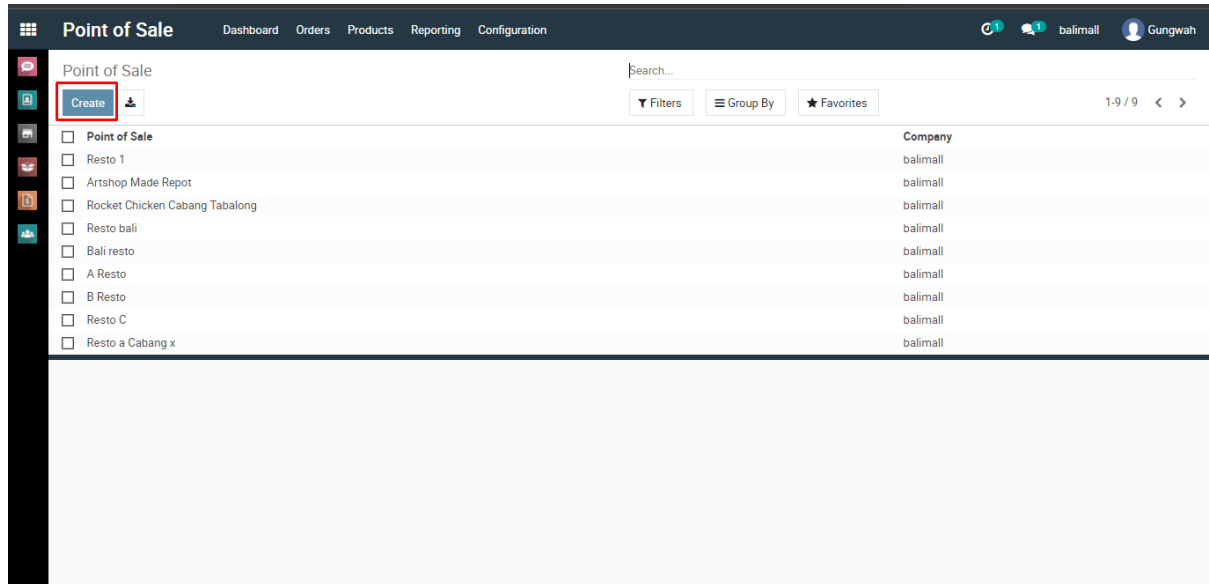 Point of Sale Dashboard Orders Products Reporting Configuration 1 1 balimall Gungwah
Point of Sale Search...
Create Filters Group By Favorites 1-9 / 9
Point of Sale Company
Resto 1 balimall
Artshop Made Repot balimall
Rocket Chicken Cabang Tabalong balimall
Resto bali balimall
Bali resto balimall
A Resto balimall
B Resto balimall
Resto C balimall
Resto a Cabang x balimall